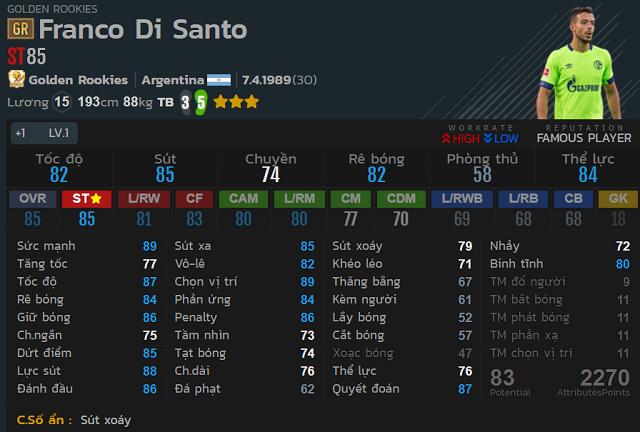 GOLDEN ROOKIES
GR Franco Di Santo
ST85
Golden Rookies Argentina 7.4.1989(30)
Lương 15 193cm 88kg TB 3 5
GAZPROM
+1 LV.1
WORKRATE REPUTATION
HIGH LOW FAMOUS PLAYER
Tốc độ Sút Chuyền Rê bóng Phòng thủ Thể lực
82 85 74 82 58 84
OVR ST L/RW CF CAM L/RM CM CDM L/RWB L/RB CB GK
85 85 81 83 80 80 77 70 69 68 68 18
Sức mạnh 89 Sút xa 85 Sút xoáy 79 Nhảy 72
Tăng tốc 77 Vô-lê 82 Khéo léo 71 Bình tĩnh 80
Tốc độ 87 Chọn vị trí 89 Thăng bằng 67 TM đổ người 9
Rê bóng 84 Phản ứng 84 Kèm người 61 TM bắt bóng 11
Giữ bóng 86 Penalty 86 Lấy bóng 52 TM phát bóng 11
Ch.ngắn 75 Tầm nhìn 73 Cắt bóng 57 TM phản xạ 11
Dứt điểm 85 Tạt bóng 74 Xoạc bóng 47 TM chọn vị trí 11
Lực sút 88 Ch.dài 76 Thể lực 76 83 2270
Đánh đầu 86 Đá phạt 62 Quyết đoán 87 Potential AttributesPoints
C.Số ẩn : Sút xoáy